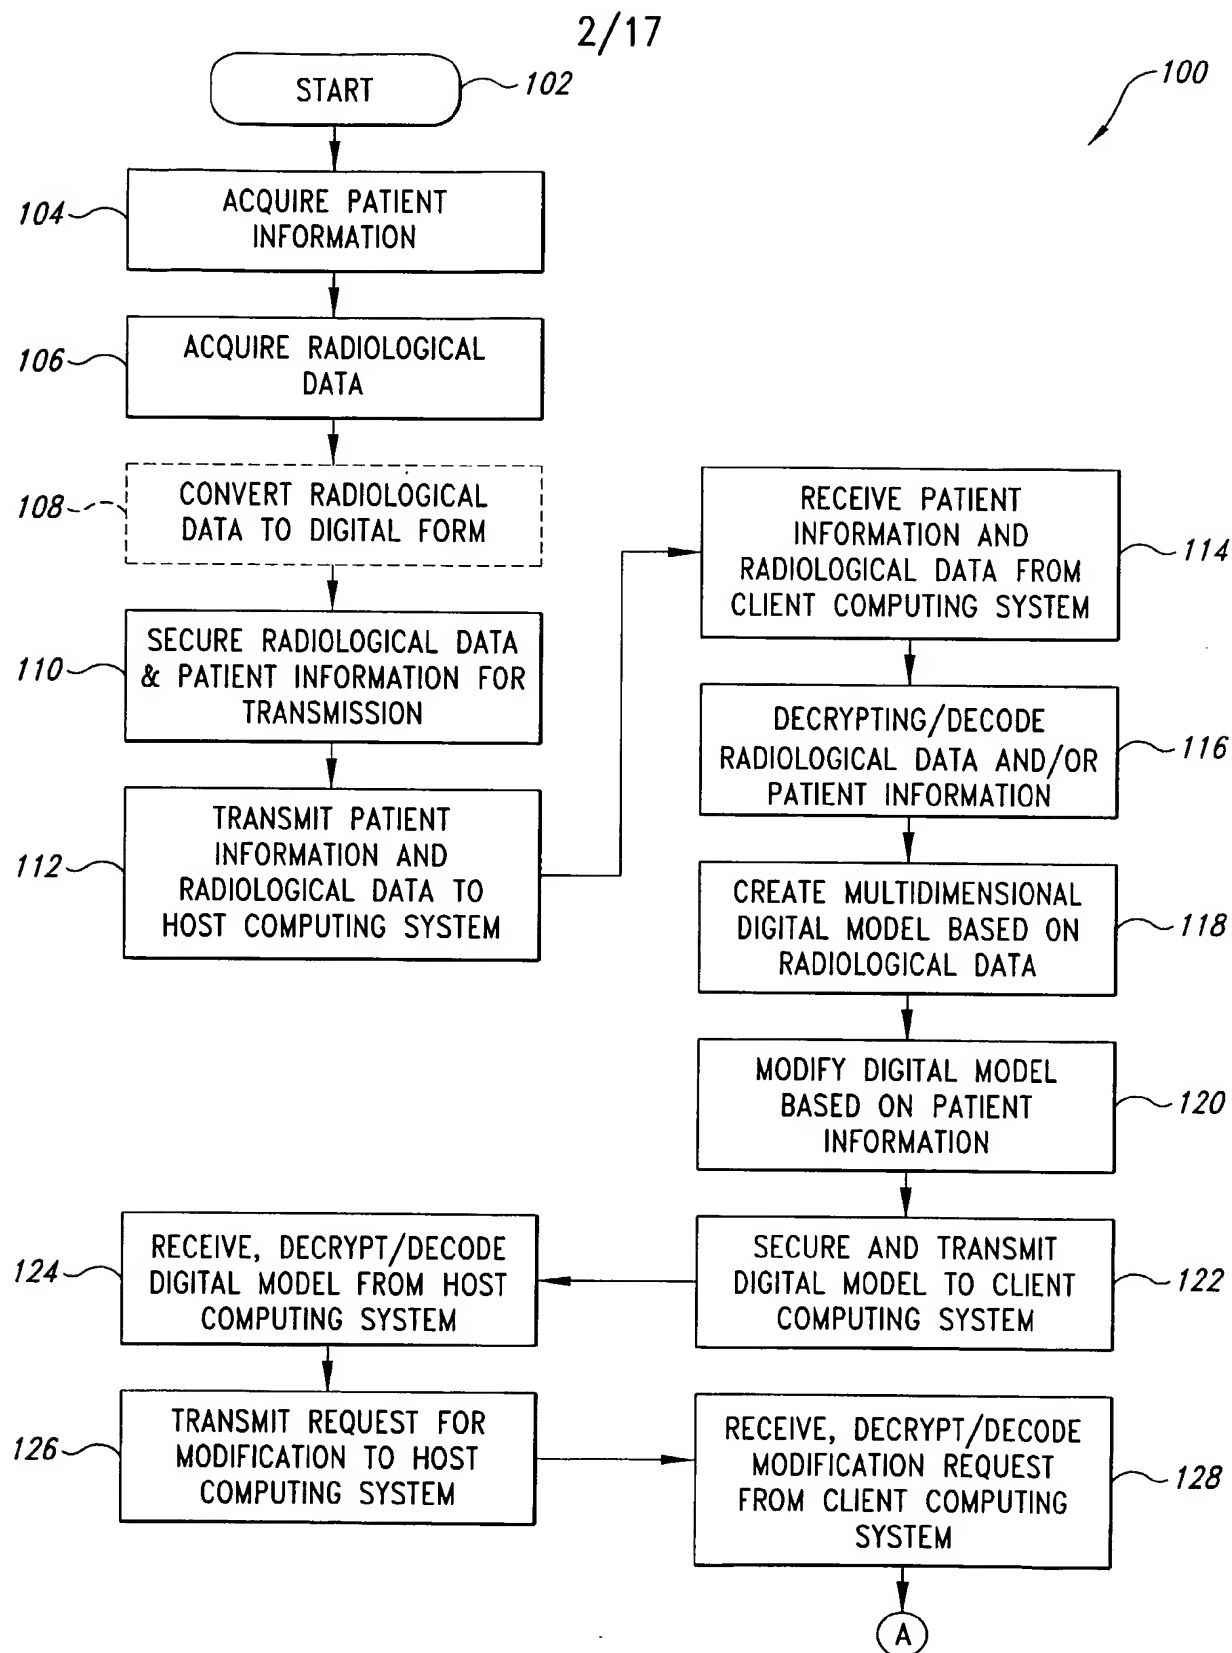 2/17
START
102
100
104
ACQUIRE PATIENT
INFORMATION
106
ACQUIRE RADIOLOGICAL
DATA
108
CONVERT RADIOLOGICAL
DATA TO DIGITAL FORM
110
SECURE RADIOLOGICAL DATA
& PATIENT INFORMATION FOR
TRANSMISSION
112
TRANSMIT PATIENT
INFORMATION AND
RADIOLOGICAL DATA TO
HOST COMPUTING SYSTEM
RECEIVE PATIENT
INFORMATION AND
RADIOLOGICAL DATA FROM
CLIENT COMPUTING SYSTEM
114
DECRYPTING/DECODE
RADIOLOGICAL DATA AND/OR
PATIENT INFORMATION
116
CREATE MULTIDIMENSIONAL
DIGITAL MODEL BASED ON
RADIOLOGICAL DATA
118
MODIFY DIGITAL MODEL
BASED ON PATIENT
INFORMATION
120
SECURE AND TRANSMIT
DIGITAL MODEL TO CLIENT
COMPUTING SYSTEM
122
124
RECEIVE, DECRYPT/DECODE
DIGITAL MODEL FROM HOST
COMPUTING SYSTEM
126
TRANSMIT REQUEST FOR
MODIFICATION TO HOST
COMPUTING SYSTEM
RECEIVE, DECRYPT/DECODE
MODIFICATION REQUEST
FROM CLIENT COMPUTING
SYSTEM
128
A